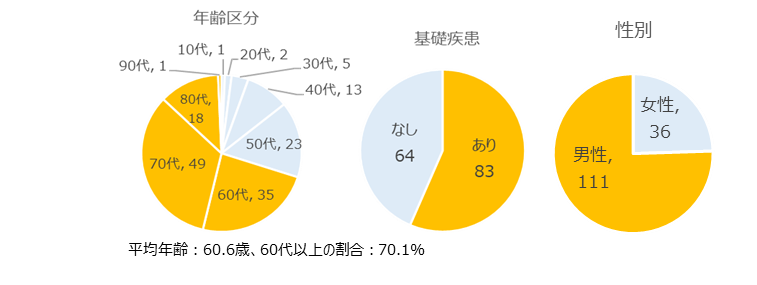 年齢区分
10代, 1
20代, 2
30代, 5
40代, 13
50代, 23
60代, 35
70代, 49
80代,
18
90代, 1
基礎疾患
あり
83
なし
64
性別
女性,
36
男性,
111
平均年齢：60.6歳、60代以上の割合：70.1%